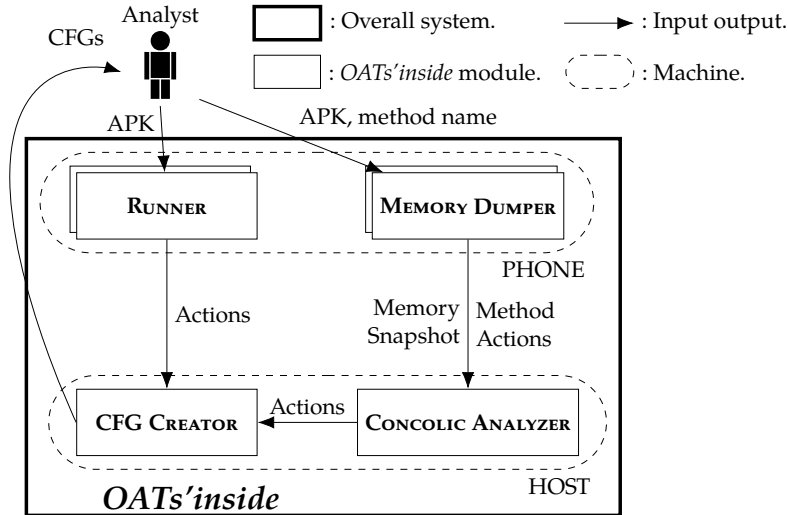 Analyst
CFGs
: Overall system.
: Input output.
: OATs'inside module.
: Machine.
APK
APK, method name
RUNNER
MEMORY DUMPER
PHONE
Actions
Memory
Snapshot
Method
Actions
CFG CREATOR
Actions
CONCOLIC ANALYZER
HOST
OATs'inside